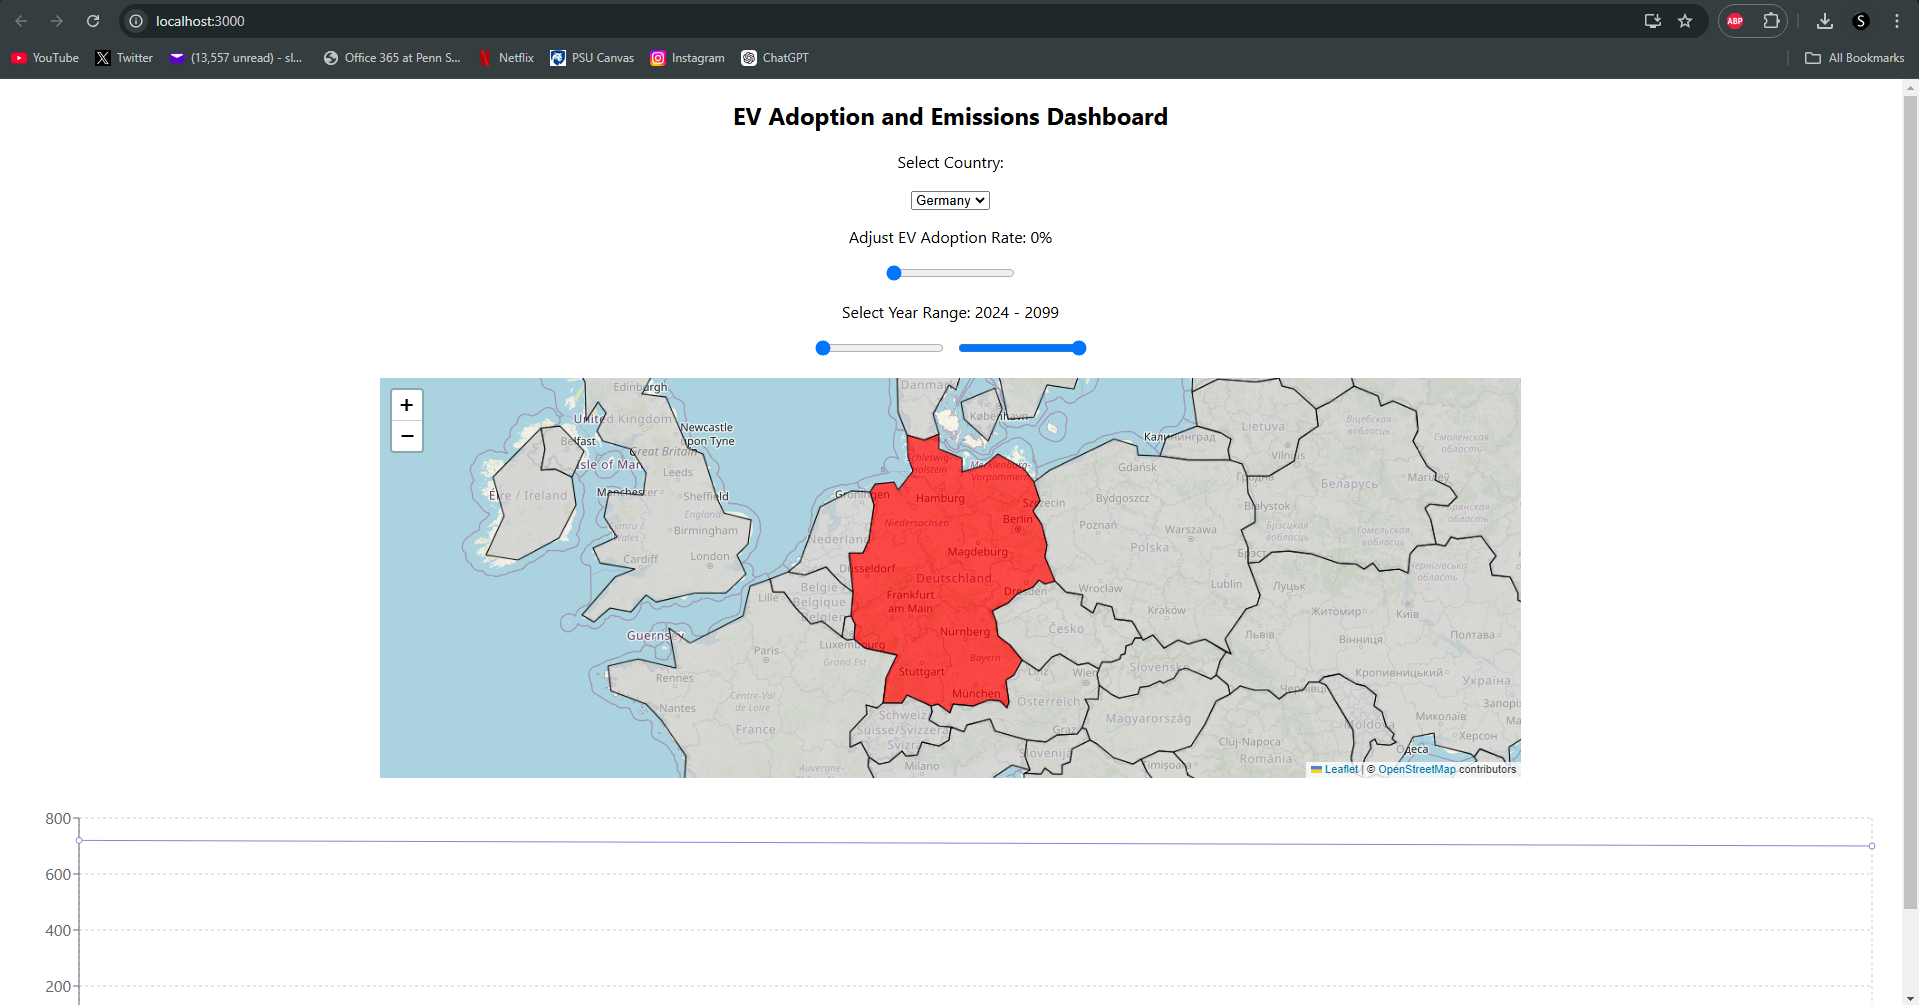 localhost:3000
ABP
S
YouTube
Twitter
(13,557 unread) - sl...
Office 365 at Penn S...
Netflix
PSU Canvas
Instagram
ChatGPT
All Bookmarks
EV Adoption and Emissions Dashboard
Select Country:
Germany
Adjust EV Adoption Rate: 0%
Select Year Range: 2024 - 2099
+
−
Edinburgh
United Kingdom
Newcastle
upon Tyne
Belfast
Great Britain
Isle of Man
Leeds
Éire / Ireland
Manchester
Sheffield
England
Cymru
Wales
Birmingham
Cardiff
London
Guernsey
Danmark
København
Schleswig-
Holstein
Mecklenburg-
Vorpommern
Groningen
Hamburg
Szczecin
Niedersachsen
Berlin
Nederland
Magdeburg
Düsseldorf
Deutschland
België
Belgique
Belgien
Lille
Frankfurt
am Main
Dresden
Nürnberg
Luxembourg
Česko
Paris
Grand Est
Bayern
Rennes
Stuttgart
Linz
Wien
Nantes
Centre-Val
de Loire
München
Österreich
France
Schweiz
Suisse/Svizzera
Svizra
Graz
Slovenija
Auvergne-
Milano
Калининград
Gdańsk
Lietuva
Vilnius
Віцебская
вобласць
Смоленская
область
Bydgoszcz
Гродна
Беларусь
Магілёў
Białystok
Брянская
область
Poznań
Warszawa
Брэсцкая
вобласць
Гомельская
вобласць
Polska
Брэст
Wrocław
Lublin
Луцьк
Чернігівська
область
Kraków
Житомир
Київ
Львів
Вінниця
Полтава
Slovensko
Кропивницький
Україна
Чернівці
Magyarország
Moldova
Миколаїв
Запорі
Херсон
Ма
Cluj-Napoca
România
Одеса
Timișoara
Leaflet | © OpenStreetMap contributors
800
600
400
200